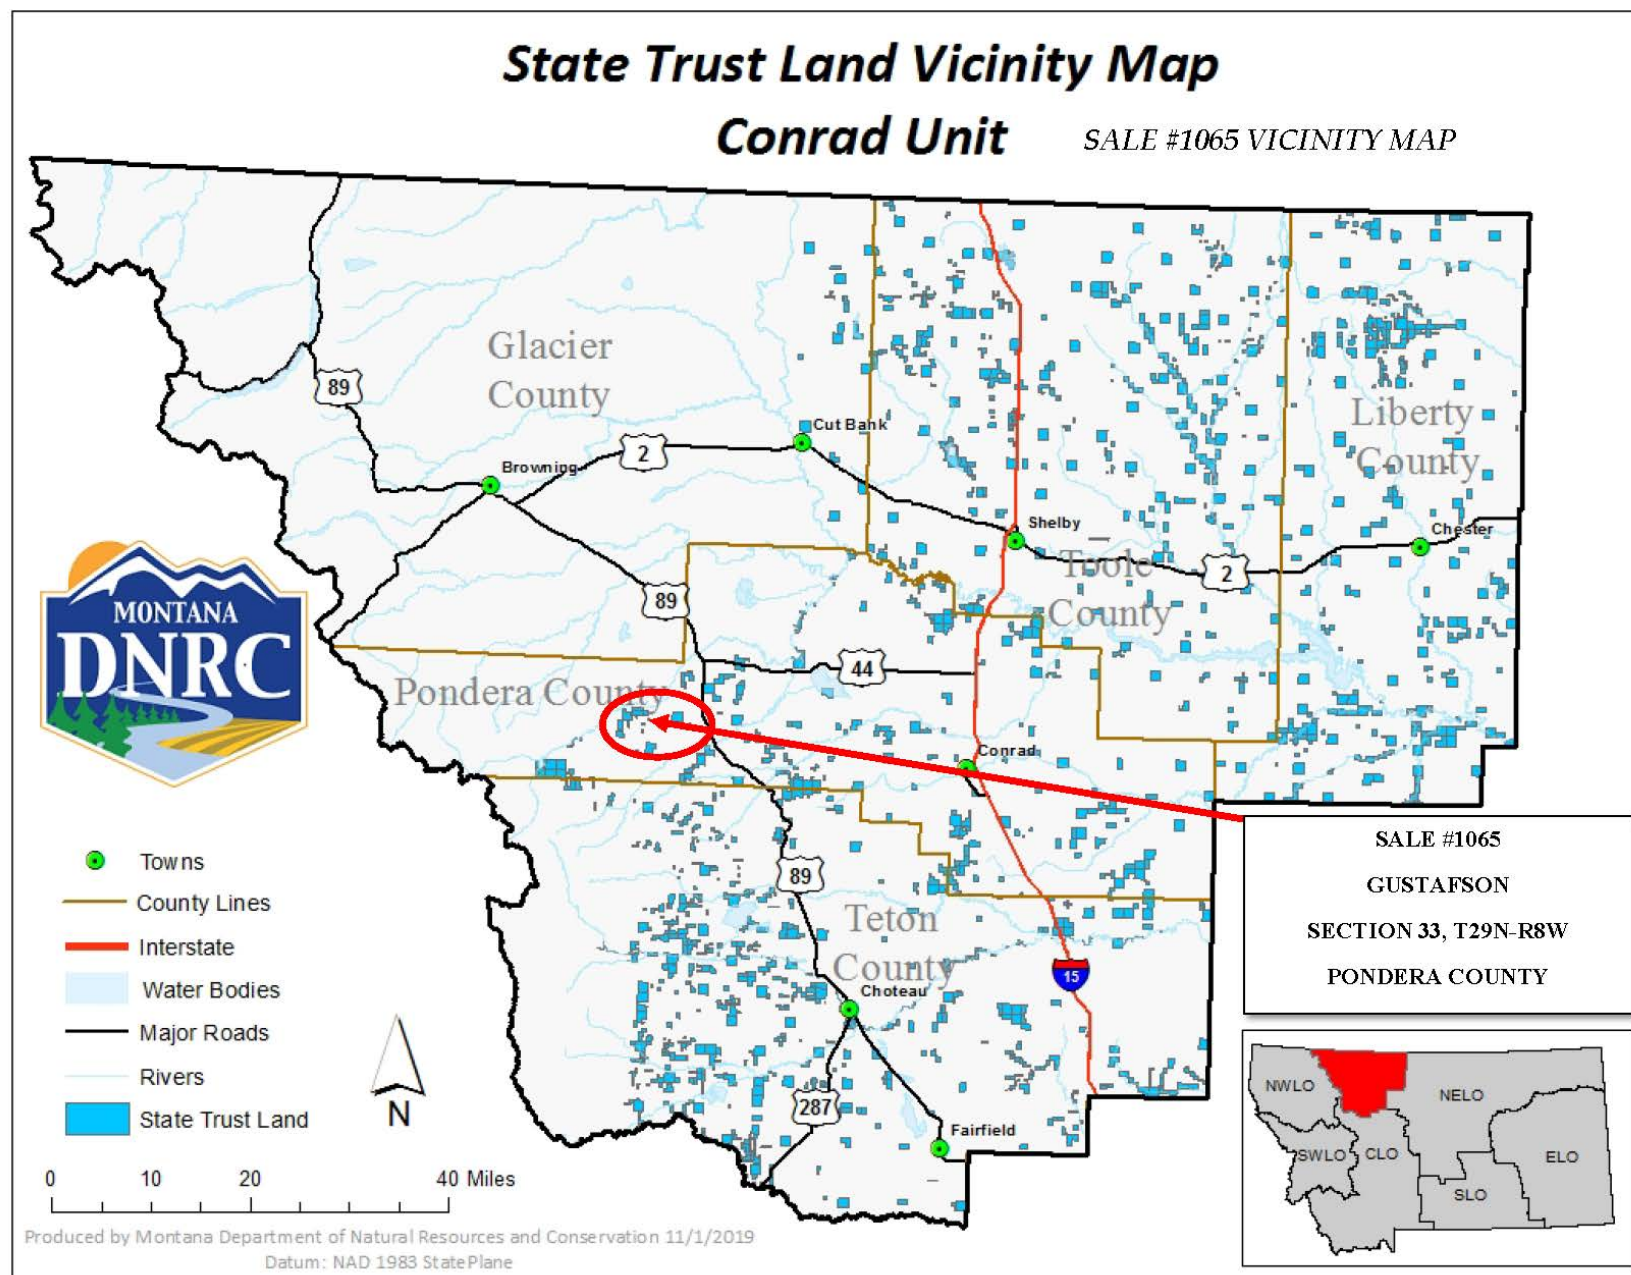 State Trust Land Vicinity Map
Conrad Unit
SALE #1065 VICINITY MAP
Glacier
County
89
2
Cut Bank
Browning
Liberty
County
Shelby
Chester
Toole
County
2
89
MONTANA
DNRC
44
Pondera County
Conrad
SALE #1065
GUSTAFSON
SECTION 33, T29N-R8W
PONDERA COUNTY
89
Teton
County
Choteau
15
287
Fairfield
Towns
County Lines
Interstate
Water Bodies
Major Roads
Rivers
State Trust Land
N
0 10 20 40 Miles
NWLO
NELO
SWLO
CLO
ELO
SLO
Produced by Montana Department of Natural Resources and Conservation 11/1/2019
Datum: NAD 1983 StatePlane